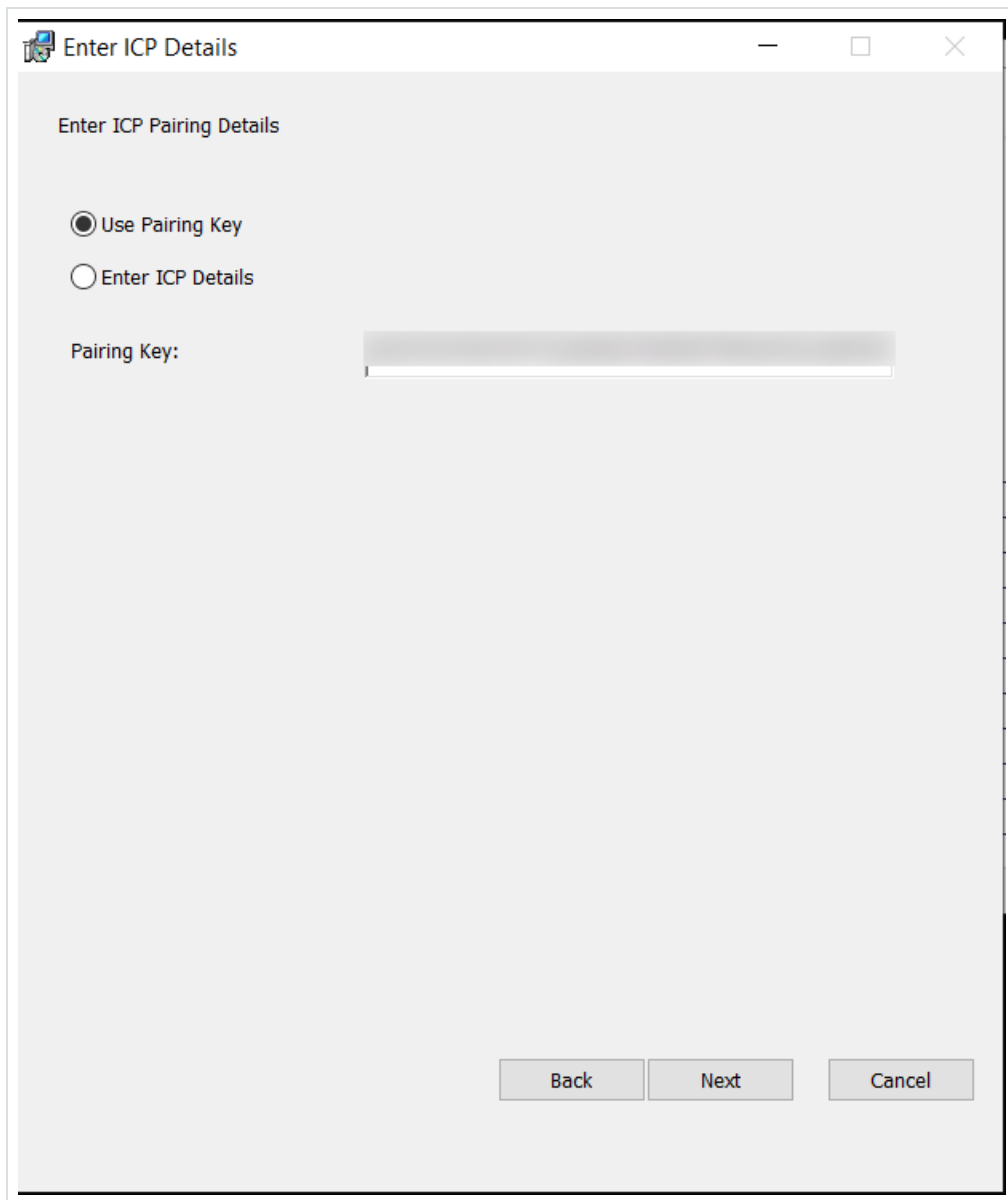 Enter ICP Details
Enter ICP Pairing Details
Use Pairing Key
Enter ICP Details
Pairing Key:
Back Next Cancel